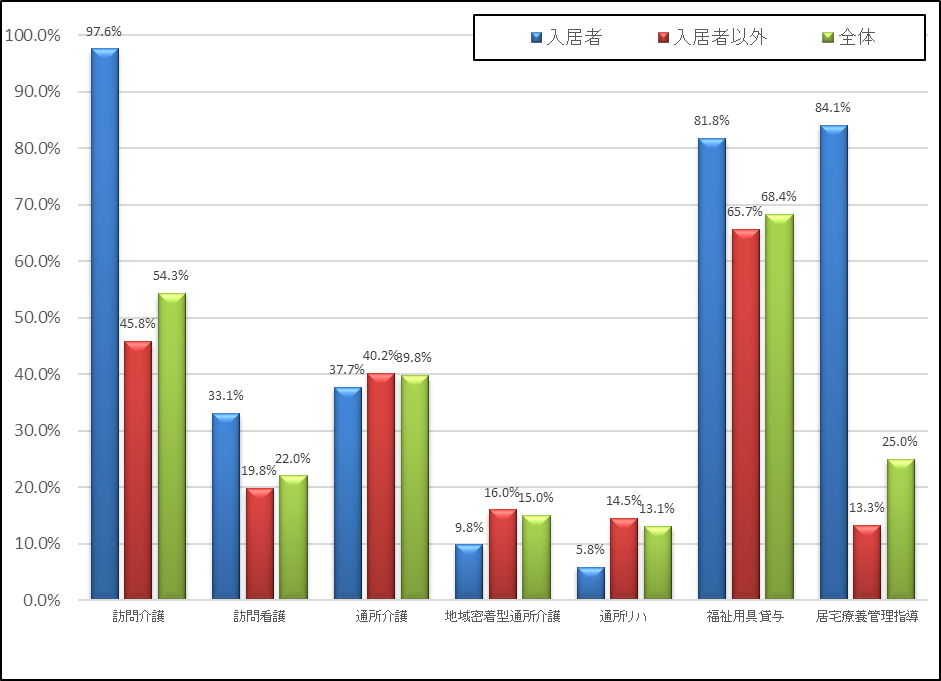 入居者 入居者以外 全体
100.0%
90.0%
80.0%
70.0%
60.0%
50.0%
40.0%
30.0%
20.0%
10.0%
0.0%
97.6% 45.8% 54.3%
33.1% 19.8% 22.0%
37.7% 40.2% 39.8%
9.8% 16.0% 15.0%
5.8% 14.5% 13.1%
81.8% 65.7% 68.4%
84.1% 13.3% 25.0%
訪問介護 訪問看護 通所介護 地域密着型通所介護 通所リハ 福祉用具貸与 居宅療養管理指導